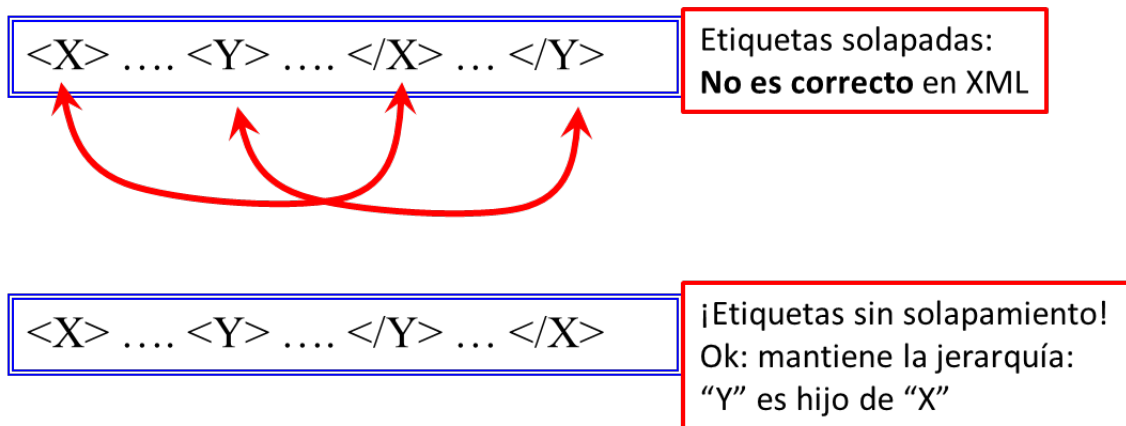 <X> …. <Y> …. </X> … </Y>
Etiquetas solapadas:
No es correcto en XML
<X> …. <Y> …. </Y> … </X>
¡Etiquetas sin solapamiento!
Ok: mantiene la jerarquía:
“Y” es hijo de “X”